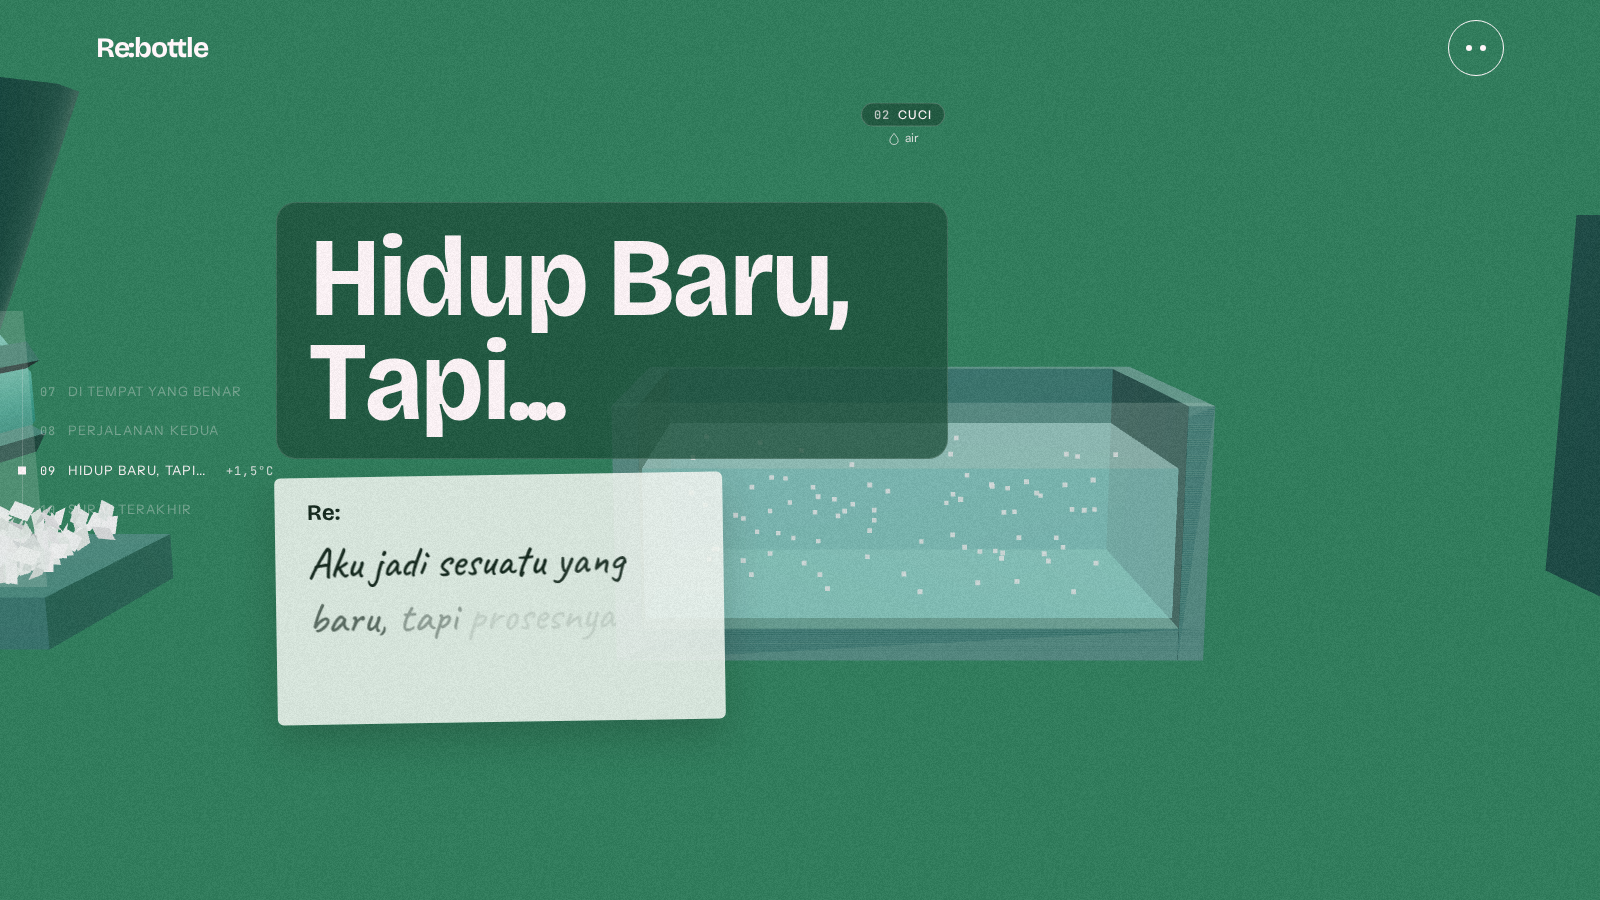 Re:bottle
02 CUCI
air
Hidup Baru,
Tapi...
07 DI TEMPAT YANG BENAR
08 PERJALANAN KEDUA
09 HIDUP BARU, TAPI... +1,5°C
TERAKHIR
Re:
Aku jadi sesuatu yang
baru, tapi prosesnya